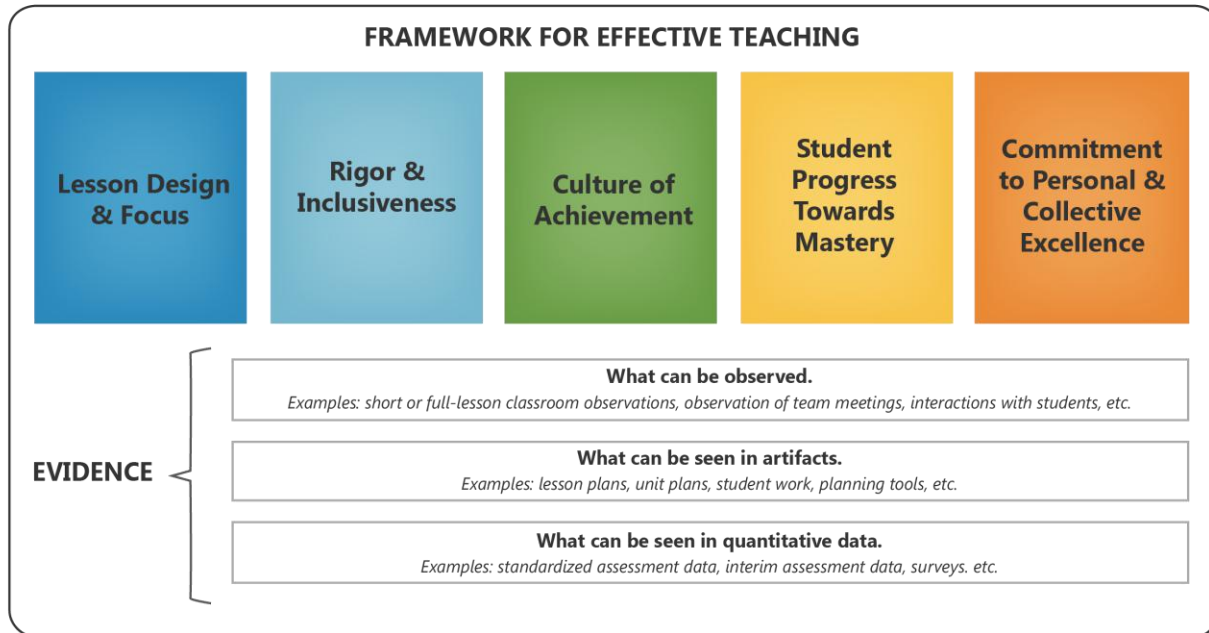 FRAMEWORK FOR EFFECTIVE TEACHING
Lesson Design
& Focus
Rigor &
Inclusiveness
Culture of
Achievement
Student
Progress
Towards
Mastery
Commitment
to Personal &
Collective
Excellence
EVIDENCE
What can be observed.
Examples: short or full-lesson classroom observations, observation of team meetings, interactions with students, etc.
What can be seen in artifacts.
Examples: lesson plans, unit plans, student work, planning tools, etc.
What can be seen in quantitative data.
Examples: standardized assessment data, interim assessment data, surveys. etc.